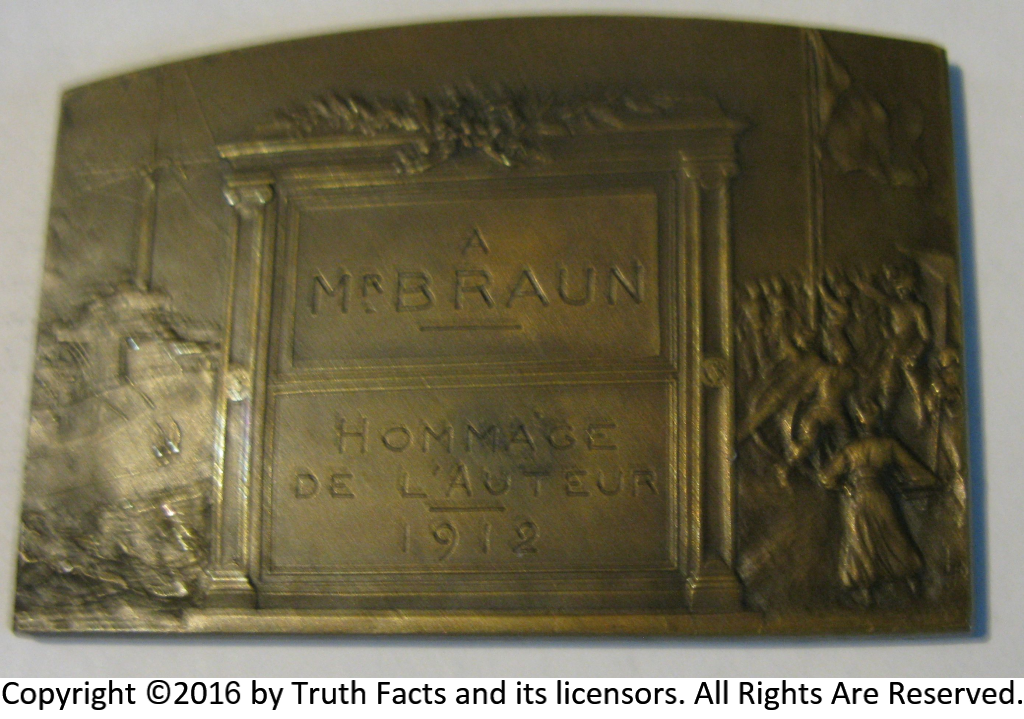 A
MR BRAUN
HOMMAGE
DE L'AUTEUR
1912
Copyright ©2016 by Truth Facts and its licensors. All Rights Are Reserved.